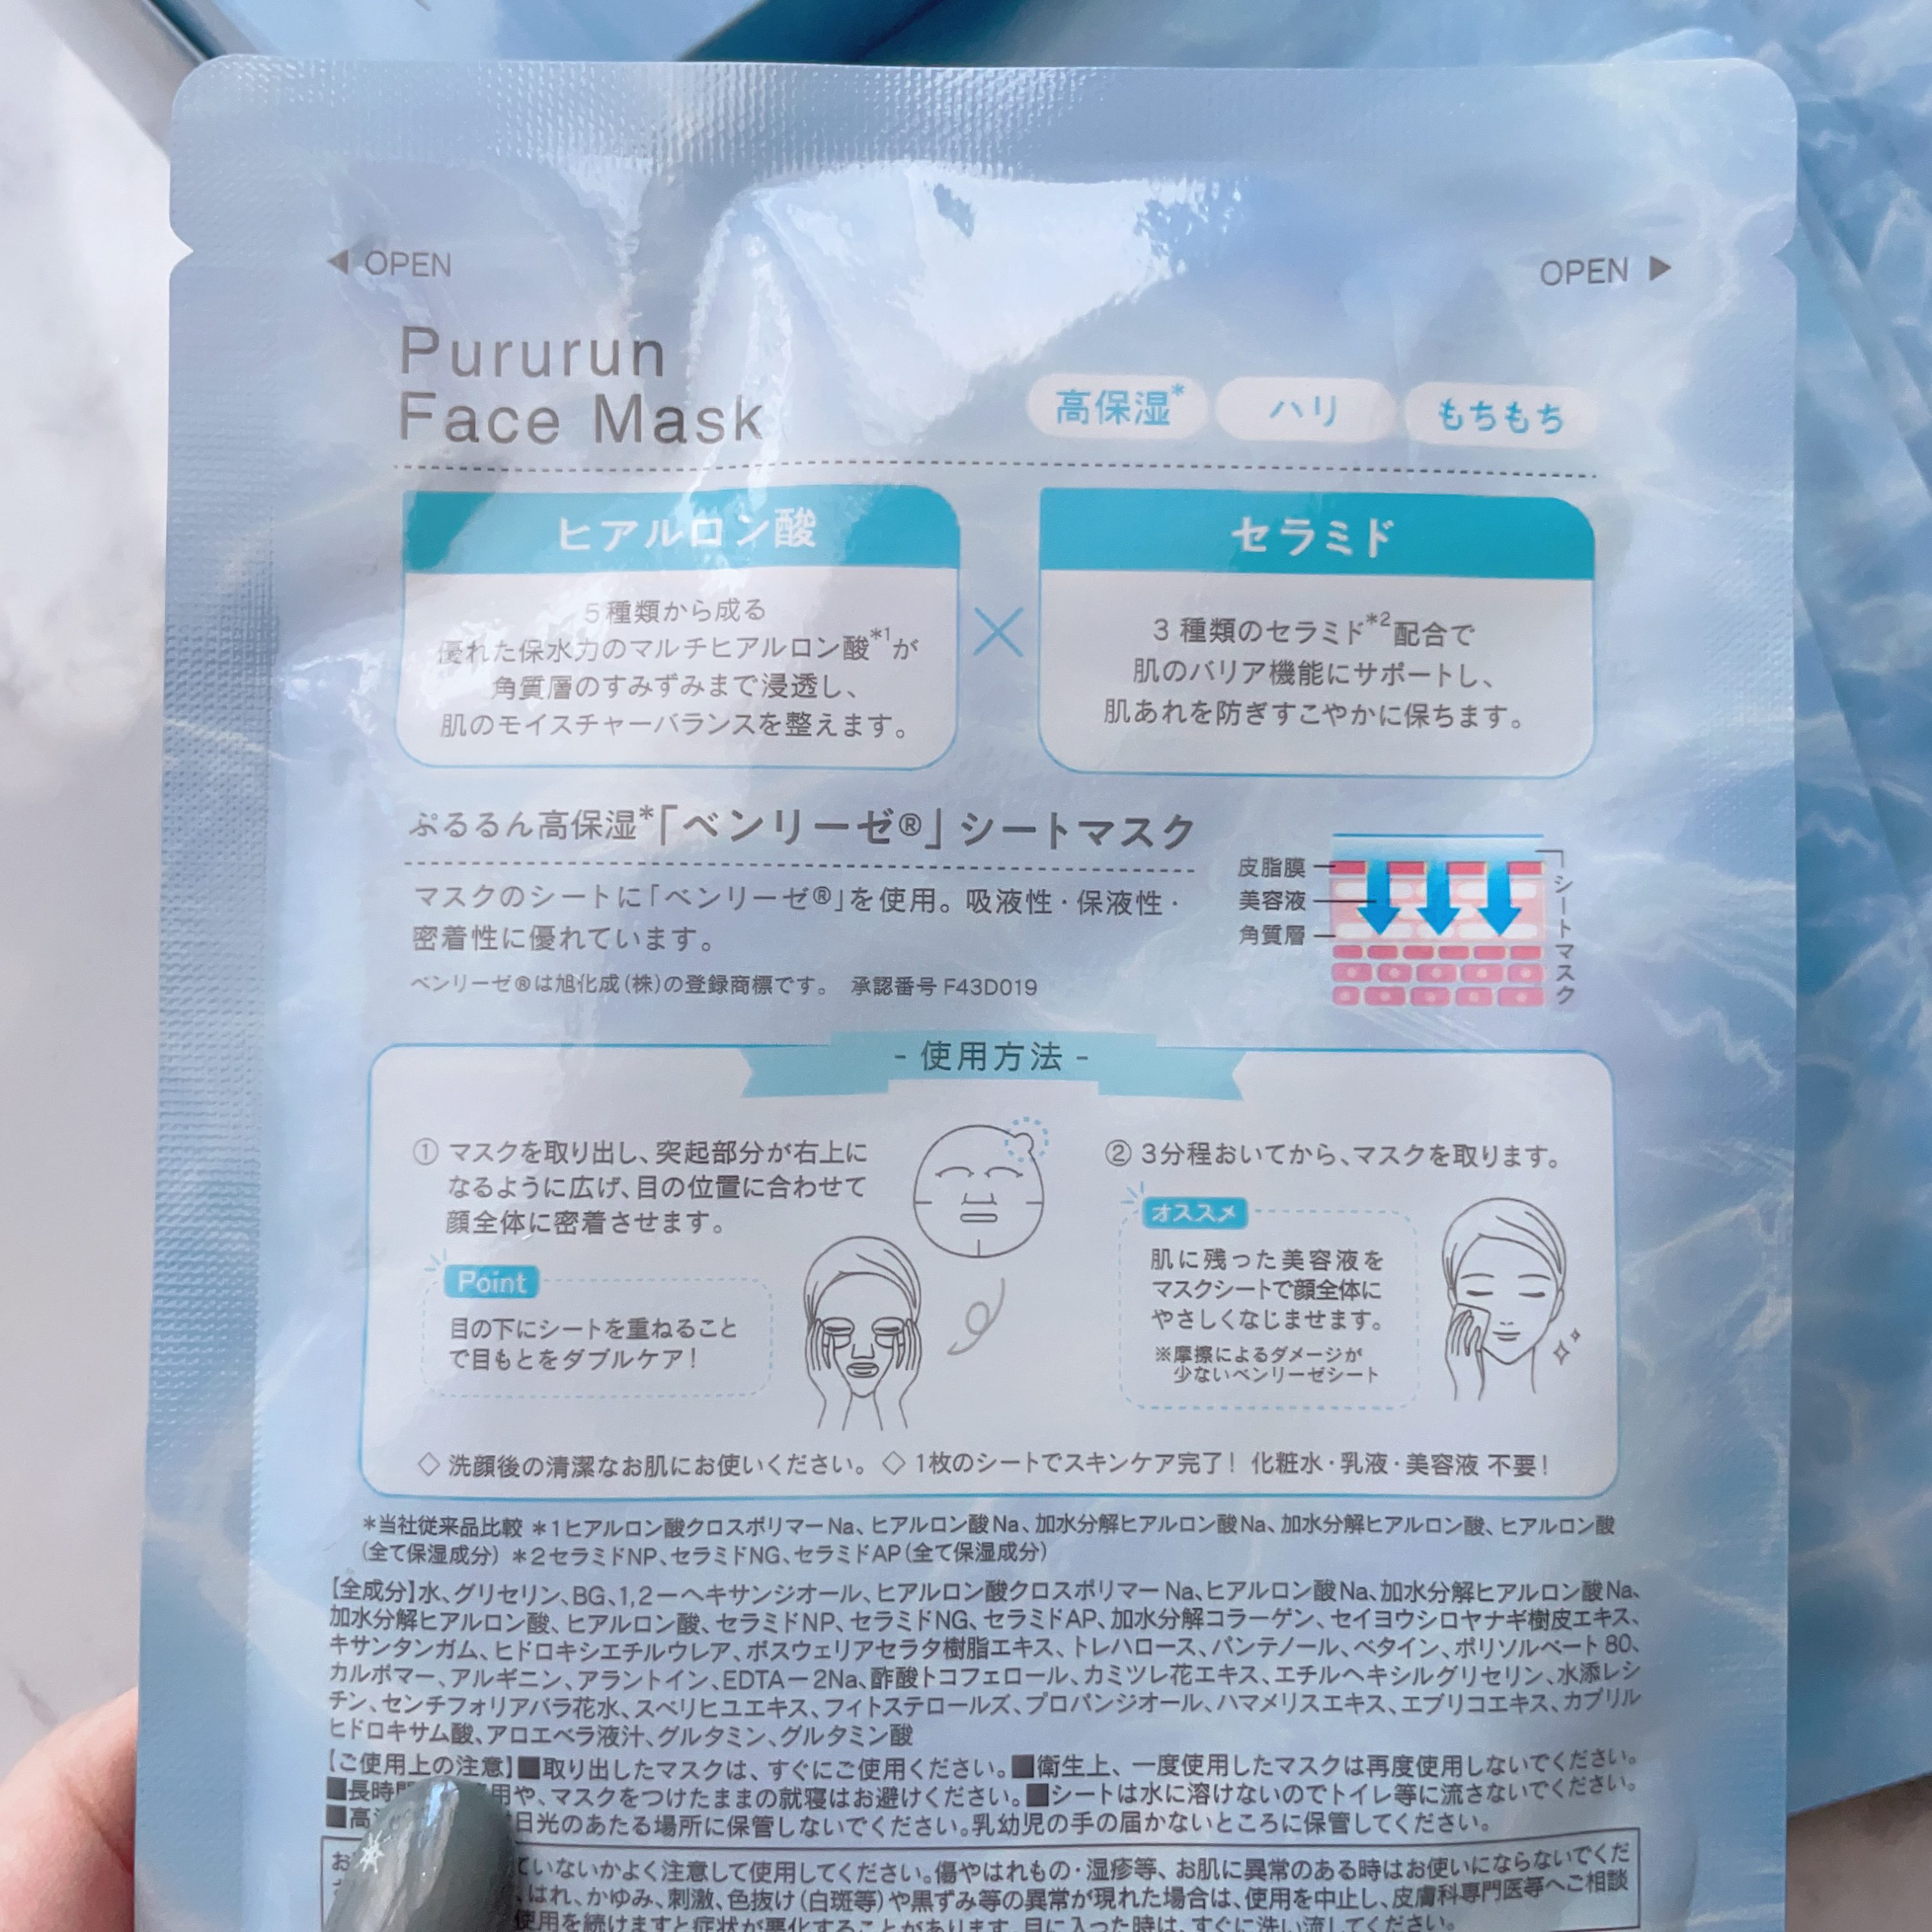 OPEN
OPEN
Pururun
Face Mask
高保湿*
ハリ
もちもち
ヒアルロン酸
5種類から成る
優れた保水力のマルチヒアルロン酸*1が
角質層のすみずみまで浸透し、
肌のモイスチャーバランスを整えます。
×
セラミド
3種類のセラミド*2配合で
肌のバリア機能にサポートし、
肌あれを防ぎすこやかに保ちます。
ぷるるん高保湿*「ベンリーゼ®」シートマスク
マスクのシートに「ベンリーゼ®」を使用。吸液性・保液性・
密着性に優れています。
ベンリーゼ®は旭化成(株)の登録商標です。 承認番号 F43D019
皮脂膜
美容液
角質層
シートマスク
- 使用方法 -
① マスクを取り出し、突起部分が右上に
なるように広げ、目の位置に合わせて
顔全体に密着させます。
Point
目の下にシートを重ねること
で目もとをダブルケア!
② 3分程おいてから、マスクを取ります。
オススメ
肌に残った美容液を
マスクシートで顔全体に
やさしくなじませます。
※摩擦によるダメージが
少ないベンリーゼシート
◇ 洗顔後の清潔なお肌にお使いください。 ◇ 1枚のシートでスキンケア完了! 化粧水・乳液・美容液 不要!
*当社従来品比較 *1ヒアルロン酸クロスポリマーNa、ヒアルロン酸Na、加水分解ヒアルロン酸Na、加水分解ヒアルロン酸、ヒアルロン酸
(全て保湿成分) *2セラミドNP、セラミドNG、セラミドAP(全て保湿成分)
【全成分】水、グリセリン、BG、1,2ーヘキサンジオール、ヒアルロン酸クロスポリマーNa、ヒアルロン酸Na、加水分解ヒアルロン酸Na、
加水分解ヒアルロン酸、ヒアルロン酸、セラミドNP、セラミドNG、セラミドAP、加水分解コラーゲン、セイヨウシロヤナギ樹皮エキス、
キサンタンガム、ヒドロキシエチルウレア、ボスウェリアセラタ樹脂エキス、トレハロース、パンテノール、ベタイン、ポリソルベート80、
カルボマー、アルギニン、アラントイン、EDTAー2Na、酢酸トコフェロール、カミツレ花エキス、エチルヘキシルグリセリン、水添レシ
チン、センチフォリアバラ花水、スベリヒユエキス、フィトステロールズ、プロパンジオール、ハマメリスエキス、エブリコエキス、カプリル
ヒドロキサム酸、アロエベラ液汁、グルタミン、グルタミン酸
【ご使用上の注意】■取り出したマスクは、すぐにご使用ください。■衛生上、一度使用したマスクは再度使用しないでください。
■長時 用や、マスクをつけたままの就寝はお避けください。■シートは水に溶けないのでトイレ等に流さないでください。
■高 日光のあたる場所に保管しないでください。乳幼児の手の届かないところに保管してください。
お ていないかよく注意して使用してください。傷やはれもの・湿疹等、お肌に異常のある時はお使いにならないでくだ
、はれ、かゆみ、刺激、色抜け(白斑等)や黒ずみ等の異常が現れた場合は、使用を中止し、皮膚科専門医等へご相談
使用を続けますと症状が悪化することがあります。目に入った時は、すぐに洗い流してください。